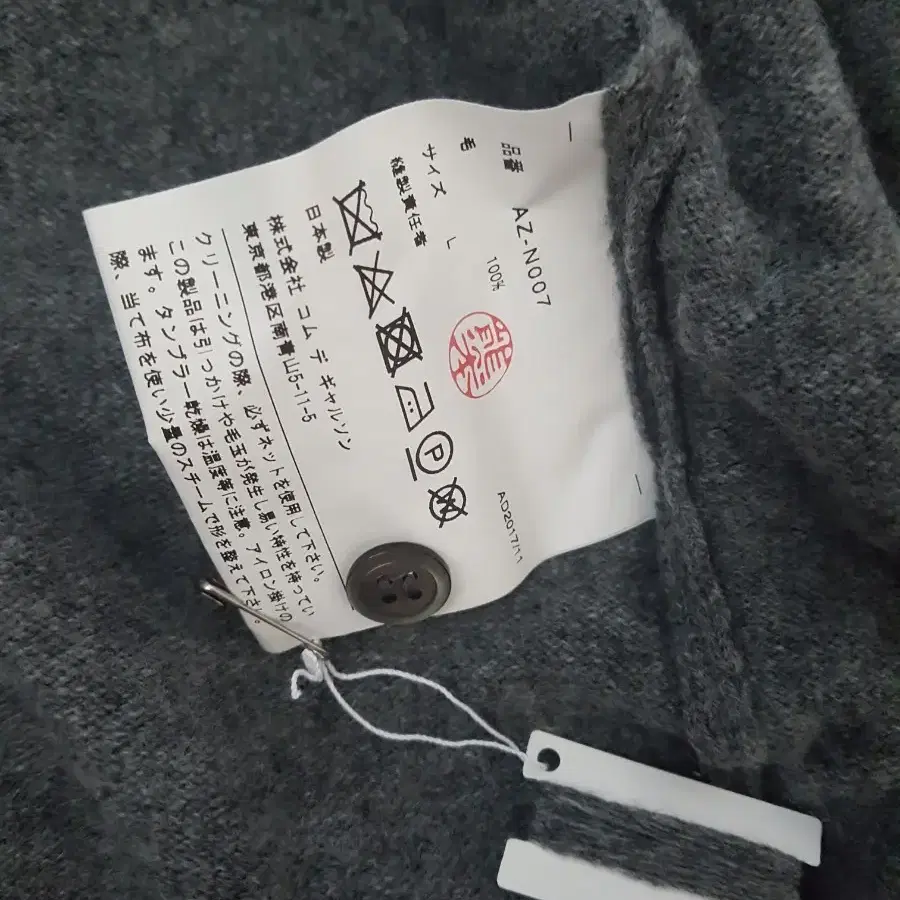 品番 AZ-N007
毛 100%
サイズ L
縫製責任者
熊谷
P
日本製
株式会社 コム デ ギャルソン
東京都港区南青山5-11-5
クリーニングの際、必ずネットを使用して下さい。
この製品は引っかけや毛玉が発生し易い特性を持ってい
ます。タンブラー乾燥は温度等に注意。アイロン掛けの
際、当て布を使い少量のスチームで形を整えて下さい。
AD2017/11